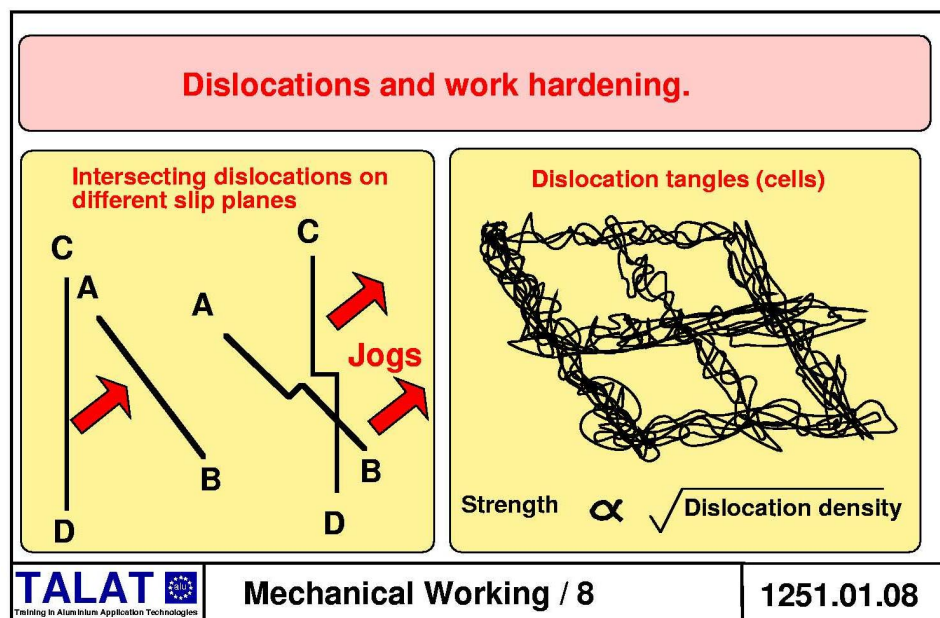 Dislocations and work hardening.
Intersecting dislocations on
different slip planes
C
A
B
D
C
A
Jogs
B
D
Dislocation tangles (cells)
Strength ∝ √Dislocation density
TALAT
alu
Training in Aluminium Application Technologies
Mechanical Working / 8
1251.01.08